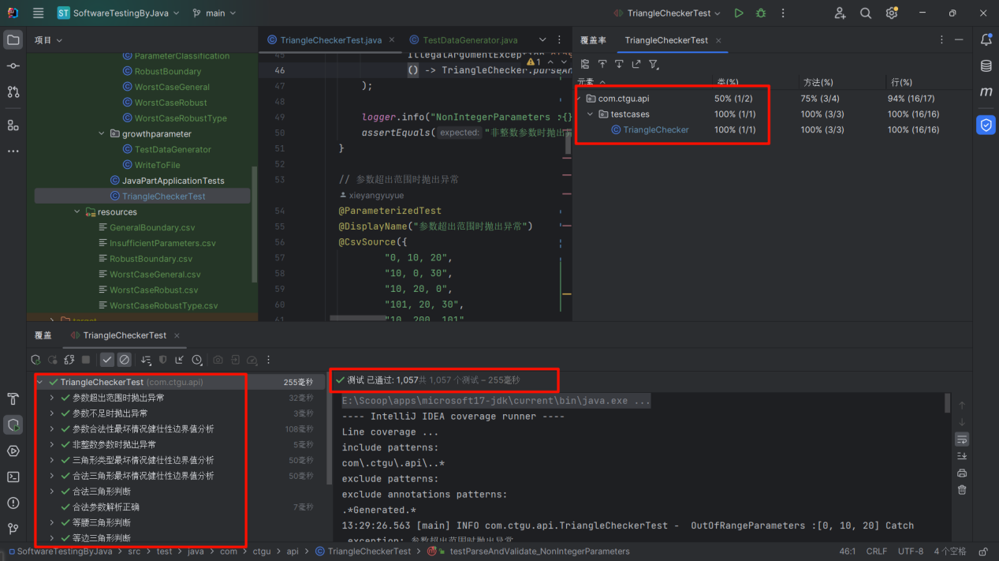 ST SoftwareTestingByJava main TriangleCheckerTest
项目
ParameterClassification
RobustBoundary
WorstCaseGeneral
WorstCaseRobust
WorstCaseRobustType
growthparameter
TestDataGenerator
WriteToFile
JavaPartApplicationTests
TriangleCheckerTest
resources
GeneralBoundary.csv
InsufficientParameters.csv
RobustBoundary.csv
WorstCaseGeneral.csv
WorstCaseRobust.csv
WorstCaseRobustType.csv
target
TriangleCheckerTest.java TestDataGenerator.java
1
45
46 () -> TriangleChecker.parseAn
47 );
48
49 logger.info("NonIntegerParameters :{}
50 assertEquals( expected: "非整数参数时抛出异
51 }
52
53 // 参数超出范围时抛出异常
xieyangyuyue
54 @ParameterizedTest
55 @DisplayName("参数超出范围时抛出异常")
56 @CsvSource({
57 "0, 10, 20",
58 "10, 0, 30",
59 "10, 20, 0",
60 "101, 20, 30",
61 "10, 200, 101"
覆盖率 TriangleCheckerTest
元素 类(%) 方法(%) 行(%)
com.ctgu.api 50% (1/2) 75% (3/4) 94% (16/17)
testcases 100% (1/1) 100% (3/3) 100% (16/16)
TriangleChecker 100% (1/1) 100% (3/3) 100% (16/16)
m
覆盖 TriangleCheckerTest
TriangleCheckerTest (com.ctgu.api) 255毫秒
参数超出范围时抛出异常 32毫秒
参数不足时抛出异常 3毫秒
参数合法性最坏情况健壮性边界值分析 108毫秒
非整数参数时抛出异常 5毫秒
三角形类型最坏情况健壮性边界值分析 50毫秒
合法三角形最坏情况健壮性边界值分析 50毫秒
合法三角形判断
合法参数解析正确 7毫秒
等腰三角形判断
等边三角形判断
测试 已通过: 1,057共 1,057 个测试 – 255毫秒
E:\Scoop\apps\microsoft17-jdk\current\bin\java.exe ...
---- IntelliJ IDEA coverage runner ----
Line coverage ...
include patterns:
com\.ctgu\.api\..*
exclude patterns:
exclude annotations patterns:
.*Generated.*
13:29:26.563 [main] INFO com.ctgu.api.TriangleCheckerTest - OutOfRangeParameters :[0, 10, 20] Catch
exception: 参数超出范围时抛出异常
SoftwareTestingByJava > src > test > java > com > ctgu > api > TriangleCheckerTest > testParseAndValidate_NonIntegerParameters 46:1 CRLF UTF-8 4 个空格